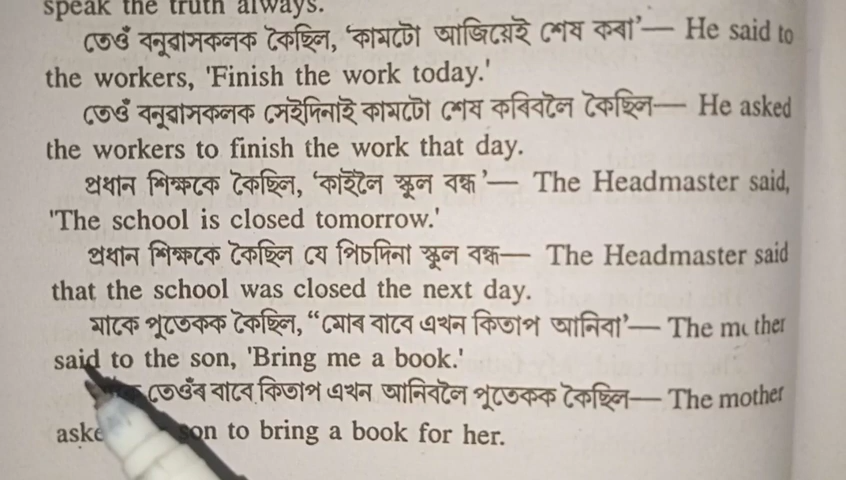 speak the truth always.
তেওঁ বনুৱাসকলক কৈছিল, ‘কামটো আজিয়েই শেষ কৰা’— He said to
the workers, 'Finish the work today.'
তেওঁ বনুৱাসকলক সেইদিনাই কামটো শেষ কৰিবলৈ কৈছিল— He asked
the workers to finish the work that day.
প্ৰধান শিক্ষকে কৈছিল, ‘কাইলৈ স্কুল বন্ধ’— The Headmaster said,
'The school is closed tomorrow.'
প্ৰধান শিক্ষকে কৈছিল যে পিচদিনা স্কুল বন্ধ— The Headmaster said
that the school was closed the next day.
মাকে পুতেকক কৈছিল, “মোৰ বাবে এখন কিতাপ আনিবা’— The mother
said to the son, 'Bring me a book.'
তেওঁৰ বাবে কিতাপ এখন আনিবলৈ পুতেকক কৈছিল— The mother
son to bring a book for her.